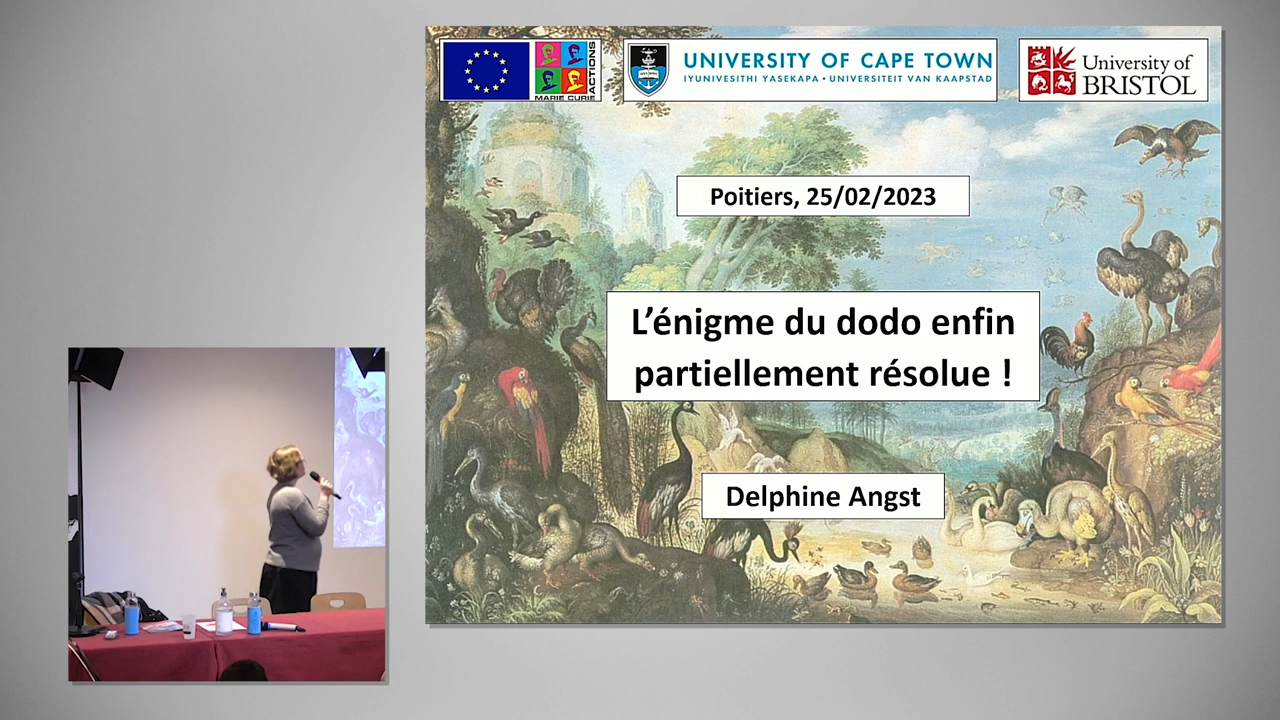 MARIE CURIE
ACTIONS
UNIVERSITY OF CAPE TOWN
IYUNIVESITHI YASEKAPA • UNIVERSITEIT VAN KAAPSTAD
University of
BRISTOL
Poitiers, 25/02/2023
L’énigme du dodo enfin
partiellement résolue !
Delphine Angst